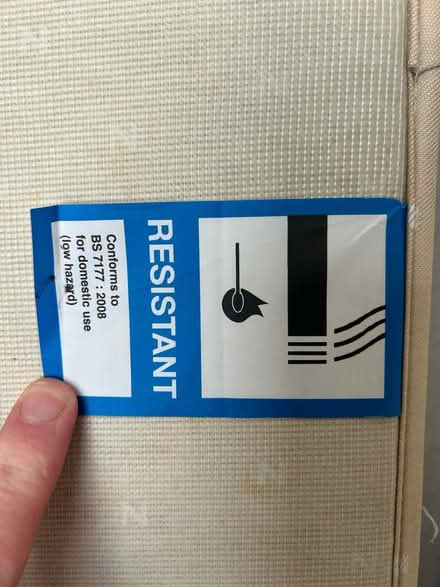 RESISTANT
Conforms to
BS 7177 : 2008
for domestic use
(low hazard)